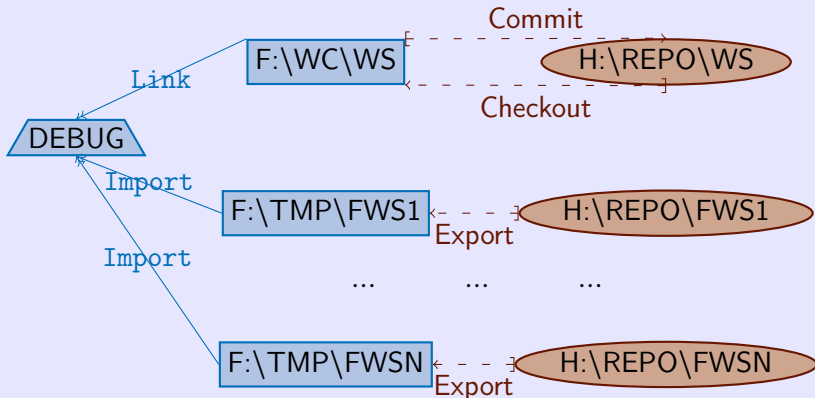 Commit
F:\WC\WS
H:\REPO\WS
Link
Checkout
DEBUG
Import
F:\TMP\FWS1
H:\REPO\FWS1
Export
Import
... ... ...
F:\TMP\FWSN
H:\REPO\FWSN
Export